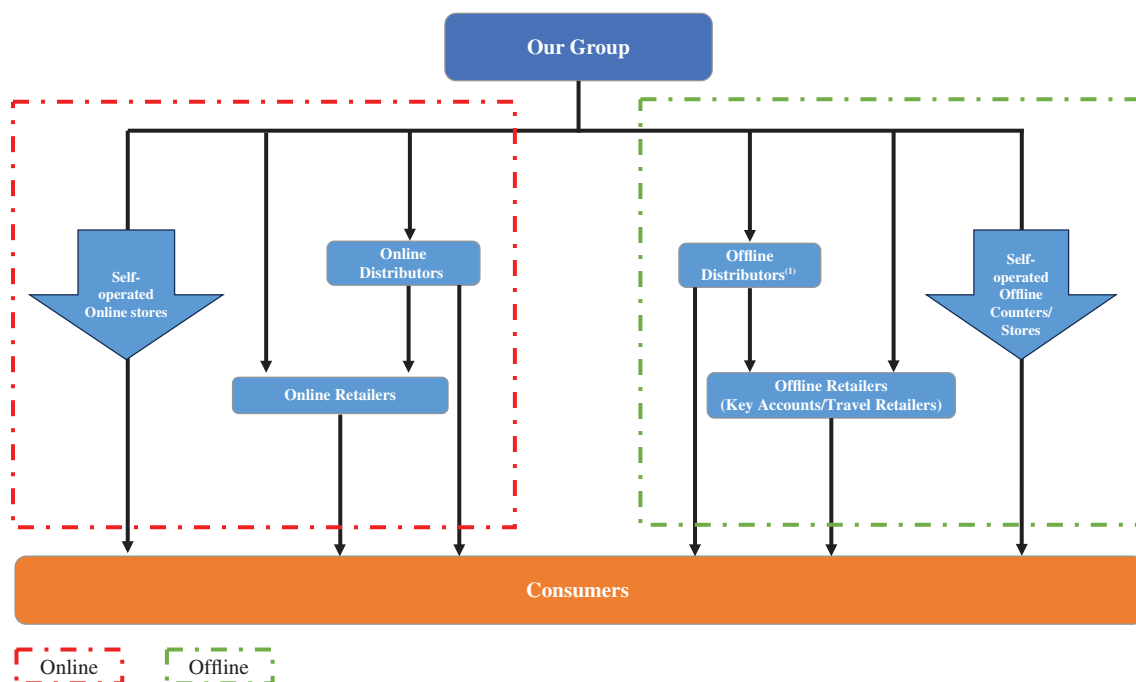 Our Group
Self-
operated
Online stores
Online
Distributors
Online Retailers
Offline
Distributors(1)
Offline Retailers
(Key Accounts/Travel Retailers)
Self-
operated
Offline
Counters/
Stores
Consumers
Online
Offline